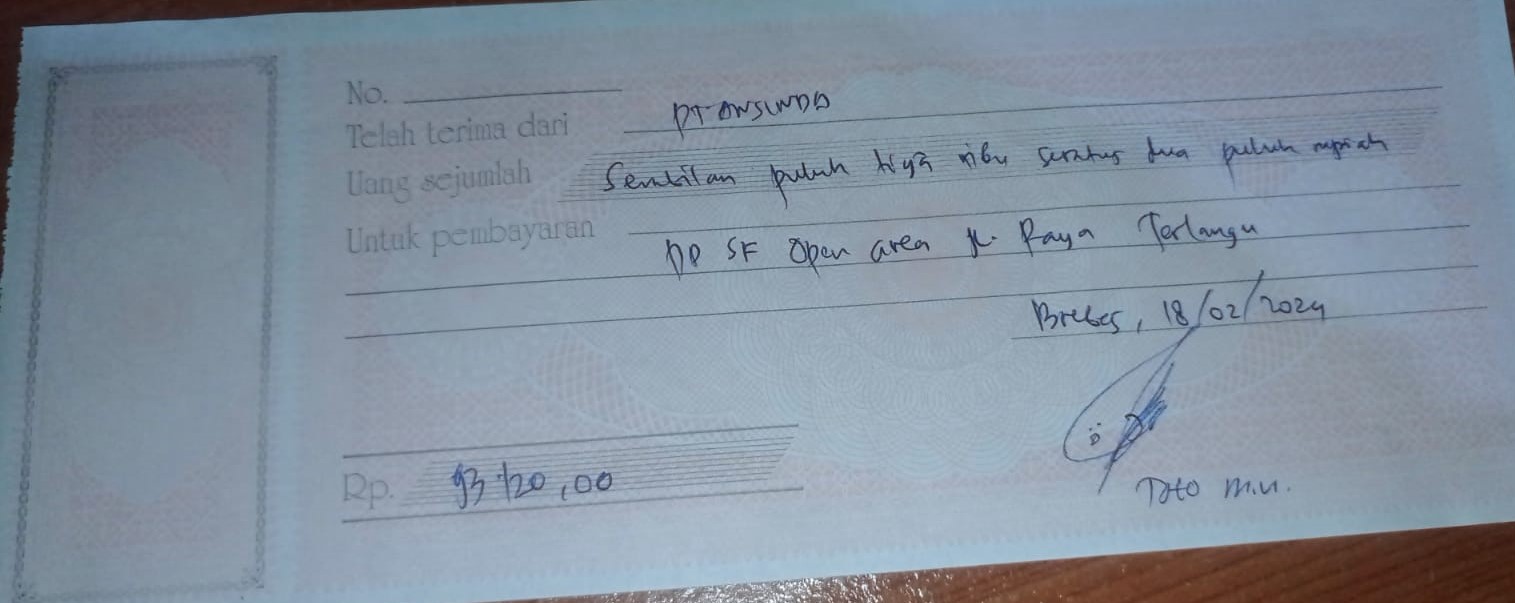 No.
Telah terima dari PT ANSUNDA
Uang sejumlah Sembilan puluh tiga ribu seratus dua puluh rupiah
Untuk pembayaran DP SF Open area Jl. Raya Terlangu
Brebes, 18/02/2024
Rp. 93 120,00
Toto M.N.